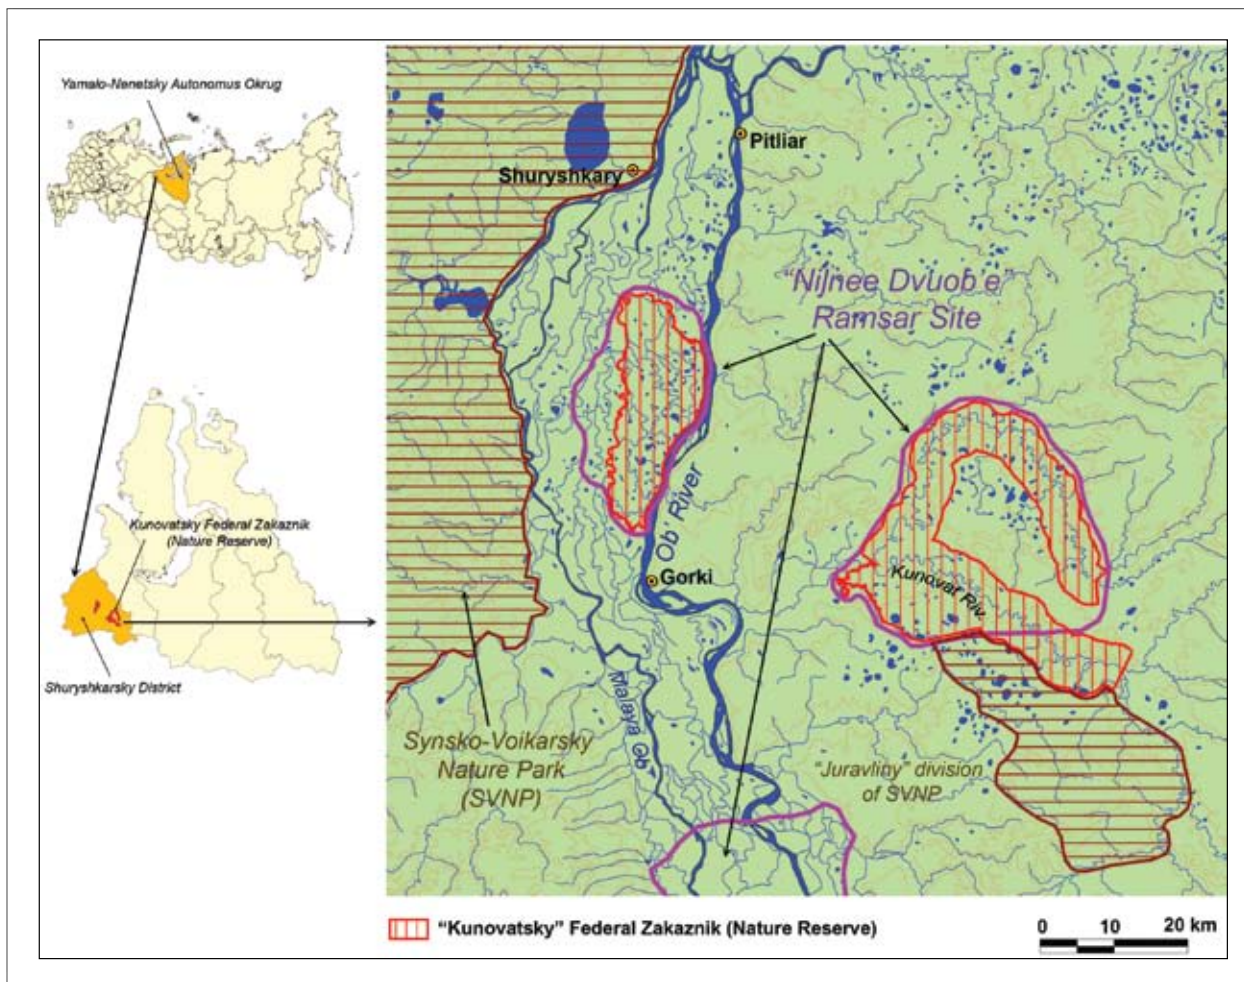 Yamalo-Nenetsky Autonomus Okrug
Kunovatsky Federal Zakaznik
(Nature Reserve)
Shuryshkarsky District
Pitliar
Shuryshkary
"Nijnee Dvuob'e"
Ramsar Site
Ob' River
Gorki
Kunovat Riv.
Malaya Ob'
Synsko-Voikarsky
Nature Park
(SVNP)
"Juravliny" division
of SVNP
"Kunovatsky" Federal Zakaznik (Nature Reserve)
0 10 20 km